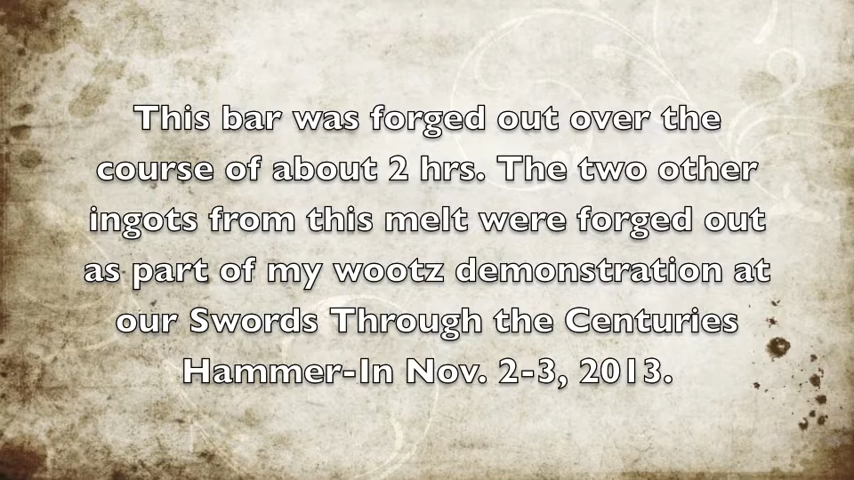 This bar was forged out over the
course of about 2 hrs. The two other
ingots from this melt were forged out
as part of my wootz demonstration at
our Swords Through the Centuries
Hammer-In Nov. 2-3, 2013.